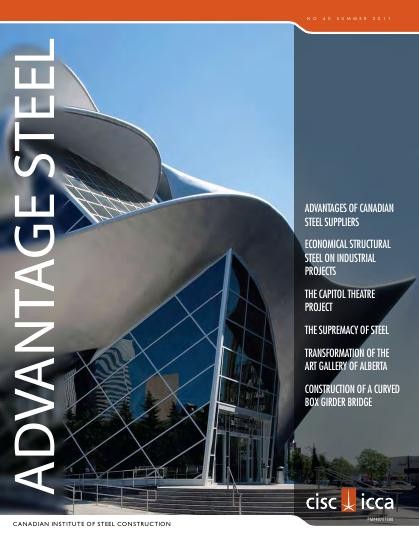 NO 40 SUMMER 2011
ADVANTAGE STEEL
ADVANTAGES OF CANADIAN
STEEL SUPPLIERS
ECONOMICAL STRUCTURAL
STEEL ON INDUSTRIAL
PROJECTS
THE CAPITOL THEATRE
PROJECT
THE SUPREMACY OF STEEL
TRANSFORMATION OF THE
ART GALLERY OF ALBERTA
CONSTRUCTION OF A CURVED
BOX GIRDER BRIDGE
cisc icca
CANADIAN INSTITUTE OF STEEL CONSTRUCTION